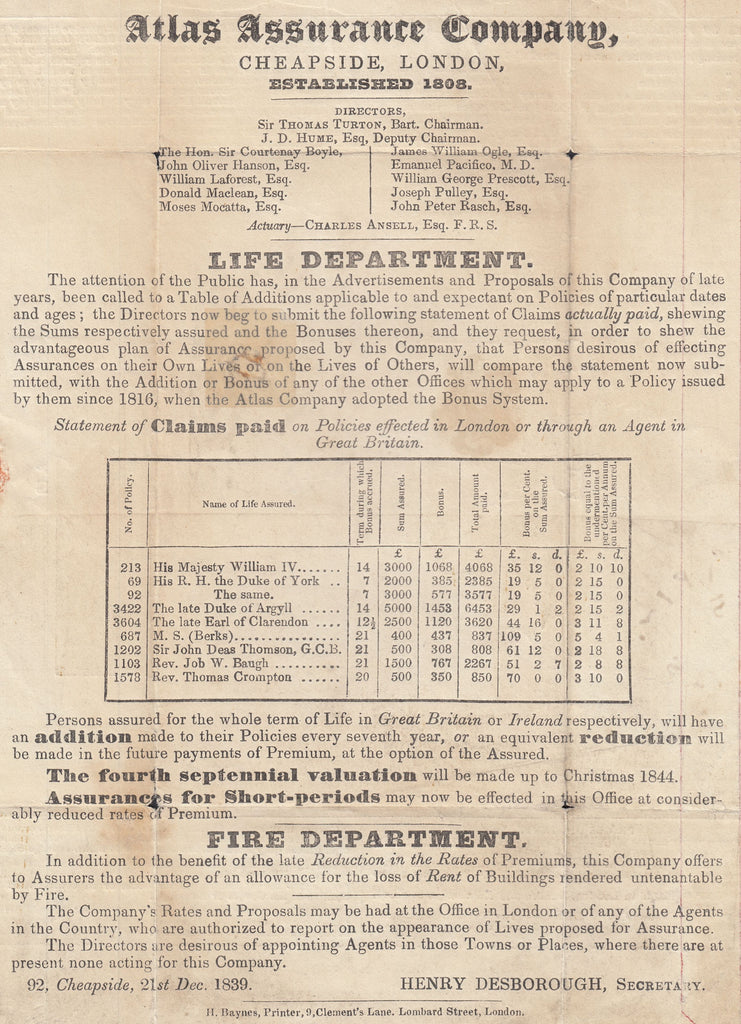 Atlas Assurance Company,
CHEAPSIDE, LONDON,
ESTABLISHED 1808.
DIRECTORS,
Sir THOMAS TURTON, Bart. Chairman.
J. D. HUME, Esq, Deputy Chairman.
The Hon. Sir Courtenay Boyle,
John Oliver Hanson, Esq.
William Laforest, Esq.
Donald Maclean, Esq.
Moses Mocatta, Esq.
James William Ogle, Esq.
Emanuel Pacifico, M. D.
William George Prescott, Esq.
Joseph Pulley, Esq.
John Peter Rasch, Esq.
Actuary—CHARLES ANSELL, Esq. F. R. S.
LIFE DEPARTMENT.
The attention of the Public has, in the Advertisements and Proposals of this Company of late
years, been called to a Table of Additions applicable to and expectant on Policies of particular dates
and ages ; the Directors now beg to submit the following statement of Claims actually paid, shewing
the Sums respectively assured and the Bonuses thereon, and they request, in order to shew the
advantageous plan of Assurance proposed by this Company, that Persons desirous of effecting
Assurances on their Own Lives or on the Lives of Others, will compare the statement now sub-
mitted, with the Addition or Bonus of any of the other Offices which may apply to a Policy issued
by them since 1816, when the Atlas Company adopted the Bonus System.
Statement of Claims paid on Policies effected in London or through an Agent in
Great Britain.
No. of Policy.
Name of Life Assured.
Term during which
Bonus accrued.
Sum Assured.
Bonus.
Total Amount
paid.
Bonus per Cent.
on the
Sum Assured.
Bonus equal to the
undermentioned
per Cent. per Annum
on the Sum Assured.
£ £ £ £. s. d. £. s. d.
213 His Majesty William IV....... 14 3000 1068 4068 35 12 0 2 10 10
69 His R. H. the Duke of York .. 7 2000 385 2385 19 5 0 2 15 0
92 The same. 7 3000 577 3577 19 5 0 2 15 0
3422 The late Duke of Argyll ...... 14 5000 1453 6453 29 1 2 2 15 2
3604 The late Earl of Clarendon .... 12½ 2500 1120 3620 44 16 0 3 11 8
687 M. S. (Berks)............... 21 400 437 837 109 5 0 5 4 1
1202 Sir John Deas Thomson, G.C.B. 21 500 308 808 61 12 0 2 18 8
1103 Rev. Job W. Baugh .......... 21 1500 767 2267 51 2 7 2 8 8
1573 Rev. Thomas Crompton ...... 20 500 350 850 70 0 0 3 10 0
Persons assured for the whole term of Life in Great Britain or Ireland respectively, will have
an addition made to their Policies every seventh year, or an equivalent reduction will
be made in the future payments of Premium, at the option of the Assured.
The fourth septennial valuation will be made up to Christmas 1844.
Assurances for Short-periods may now be effected in this Office at consider-
ably reduced rates of Premium.
FIRE DEPARTMENT.
In addition to the benefit of the late Reduction in the Rates of Premiums, this Company offers
to Assurers the advantage of an allowance for the loss of Rent of Buildings rendered untenantable
by Fire.
The Company's Rates and Proposals may be had at the Office in London or of any of the Agents
in the Country, who are authorized to report on the appearance of Lives proposed for Assurance.
The Directors are desirous of appointing Agents in those Towns or Places, where there are at
present none acting for this Company.
92, Cheapside, 21st Dec. 1839. HENRY DESBOROUGH, SECRETARY.
H. Baynes, Printer, 9, Clement's Lane. Lombard Street, London.